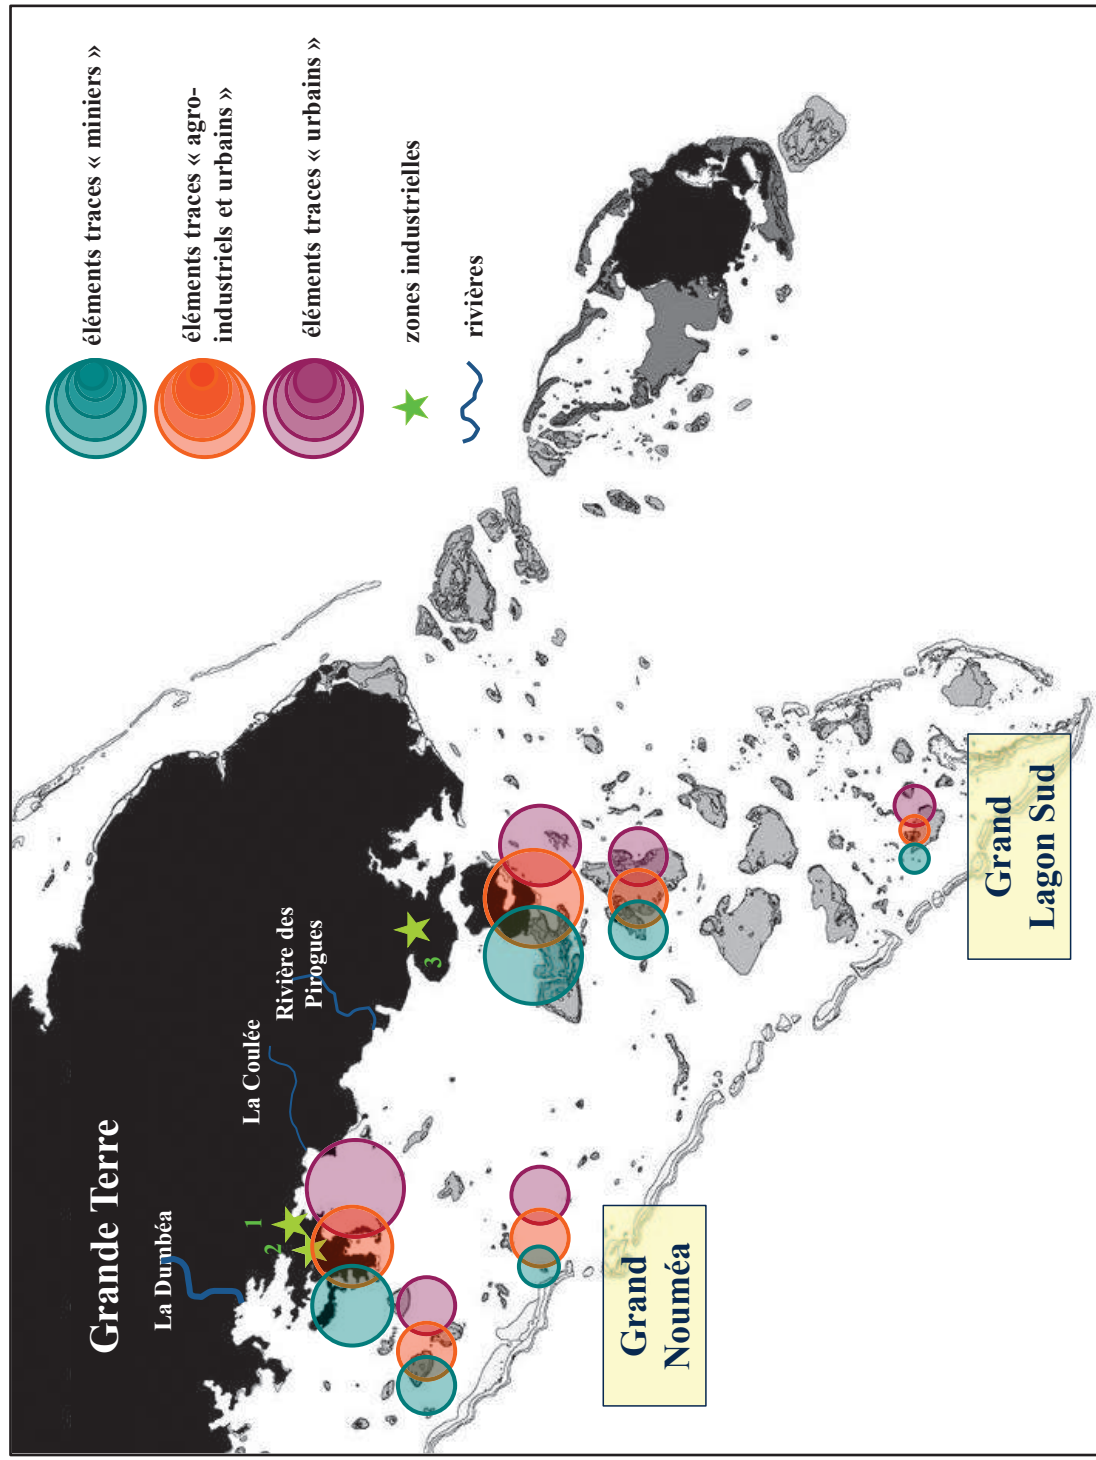 éléments traces « miniers »
éléments traces « agro-
industriels et urbains »
éléments traces « urbains »
zones industrielles
rivières
Grande Terre
La Dumbéa
La Coulée
Rivière des
Pirogues
1
2
3
Grand
Nouméa
Grand
Lagon Sud